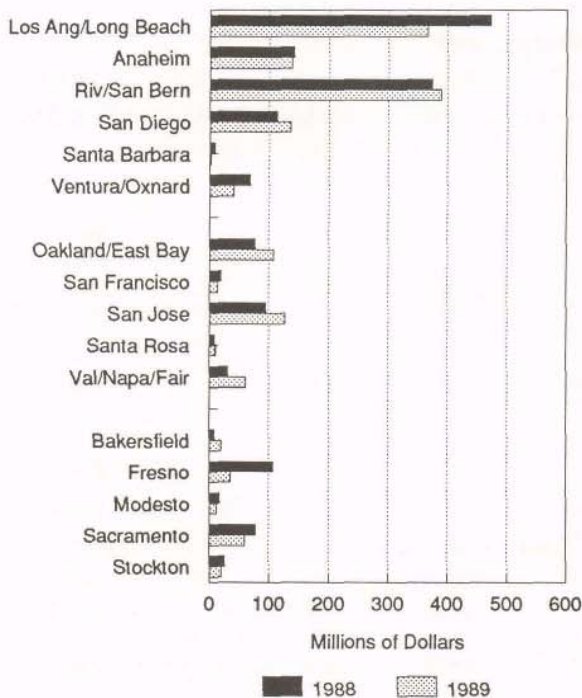 Los Ang/Long Beach
Anaheim
Riv/San Bern
San Diego
Santa Barbara
Ventura/Oxnard
Oakland/East Bay
San Francisco
San Jose
Santa Rosa
Val/Napa/Fair
Bakersfield
Fresno
Modesto
Sacramento
Stockton
0 100 200 300 400 500 600
Millions of Dollars
1988 1989